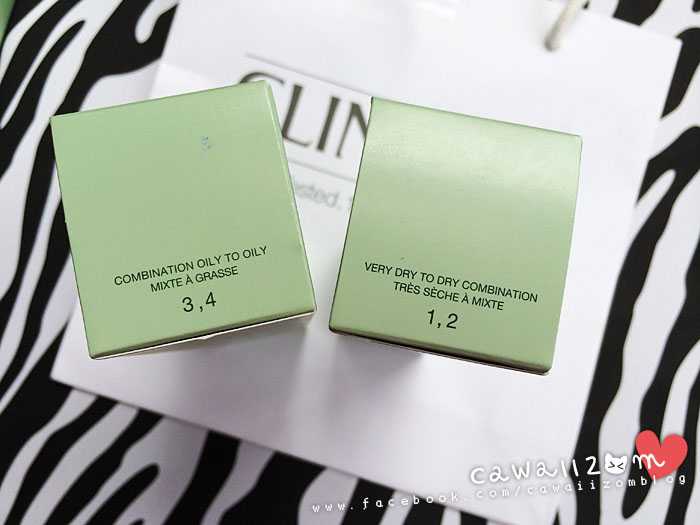 CLIN
COMBINATION OILY TO OILY
MIXTE À GRASSE
3,4
VERY DRY TO DRY COMBINATION
TRÈS SÈCHE À MIXTE
1,2
cawaiizom
www.facebook.com/cawaiizomblog